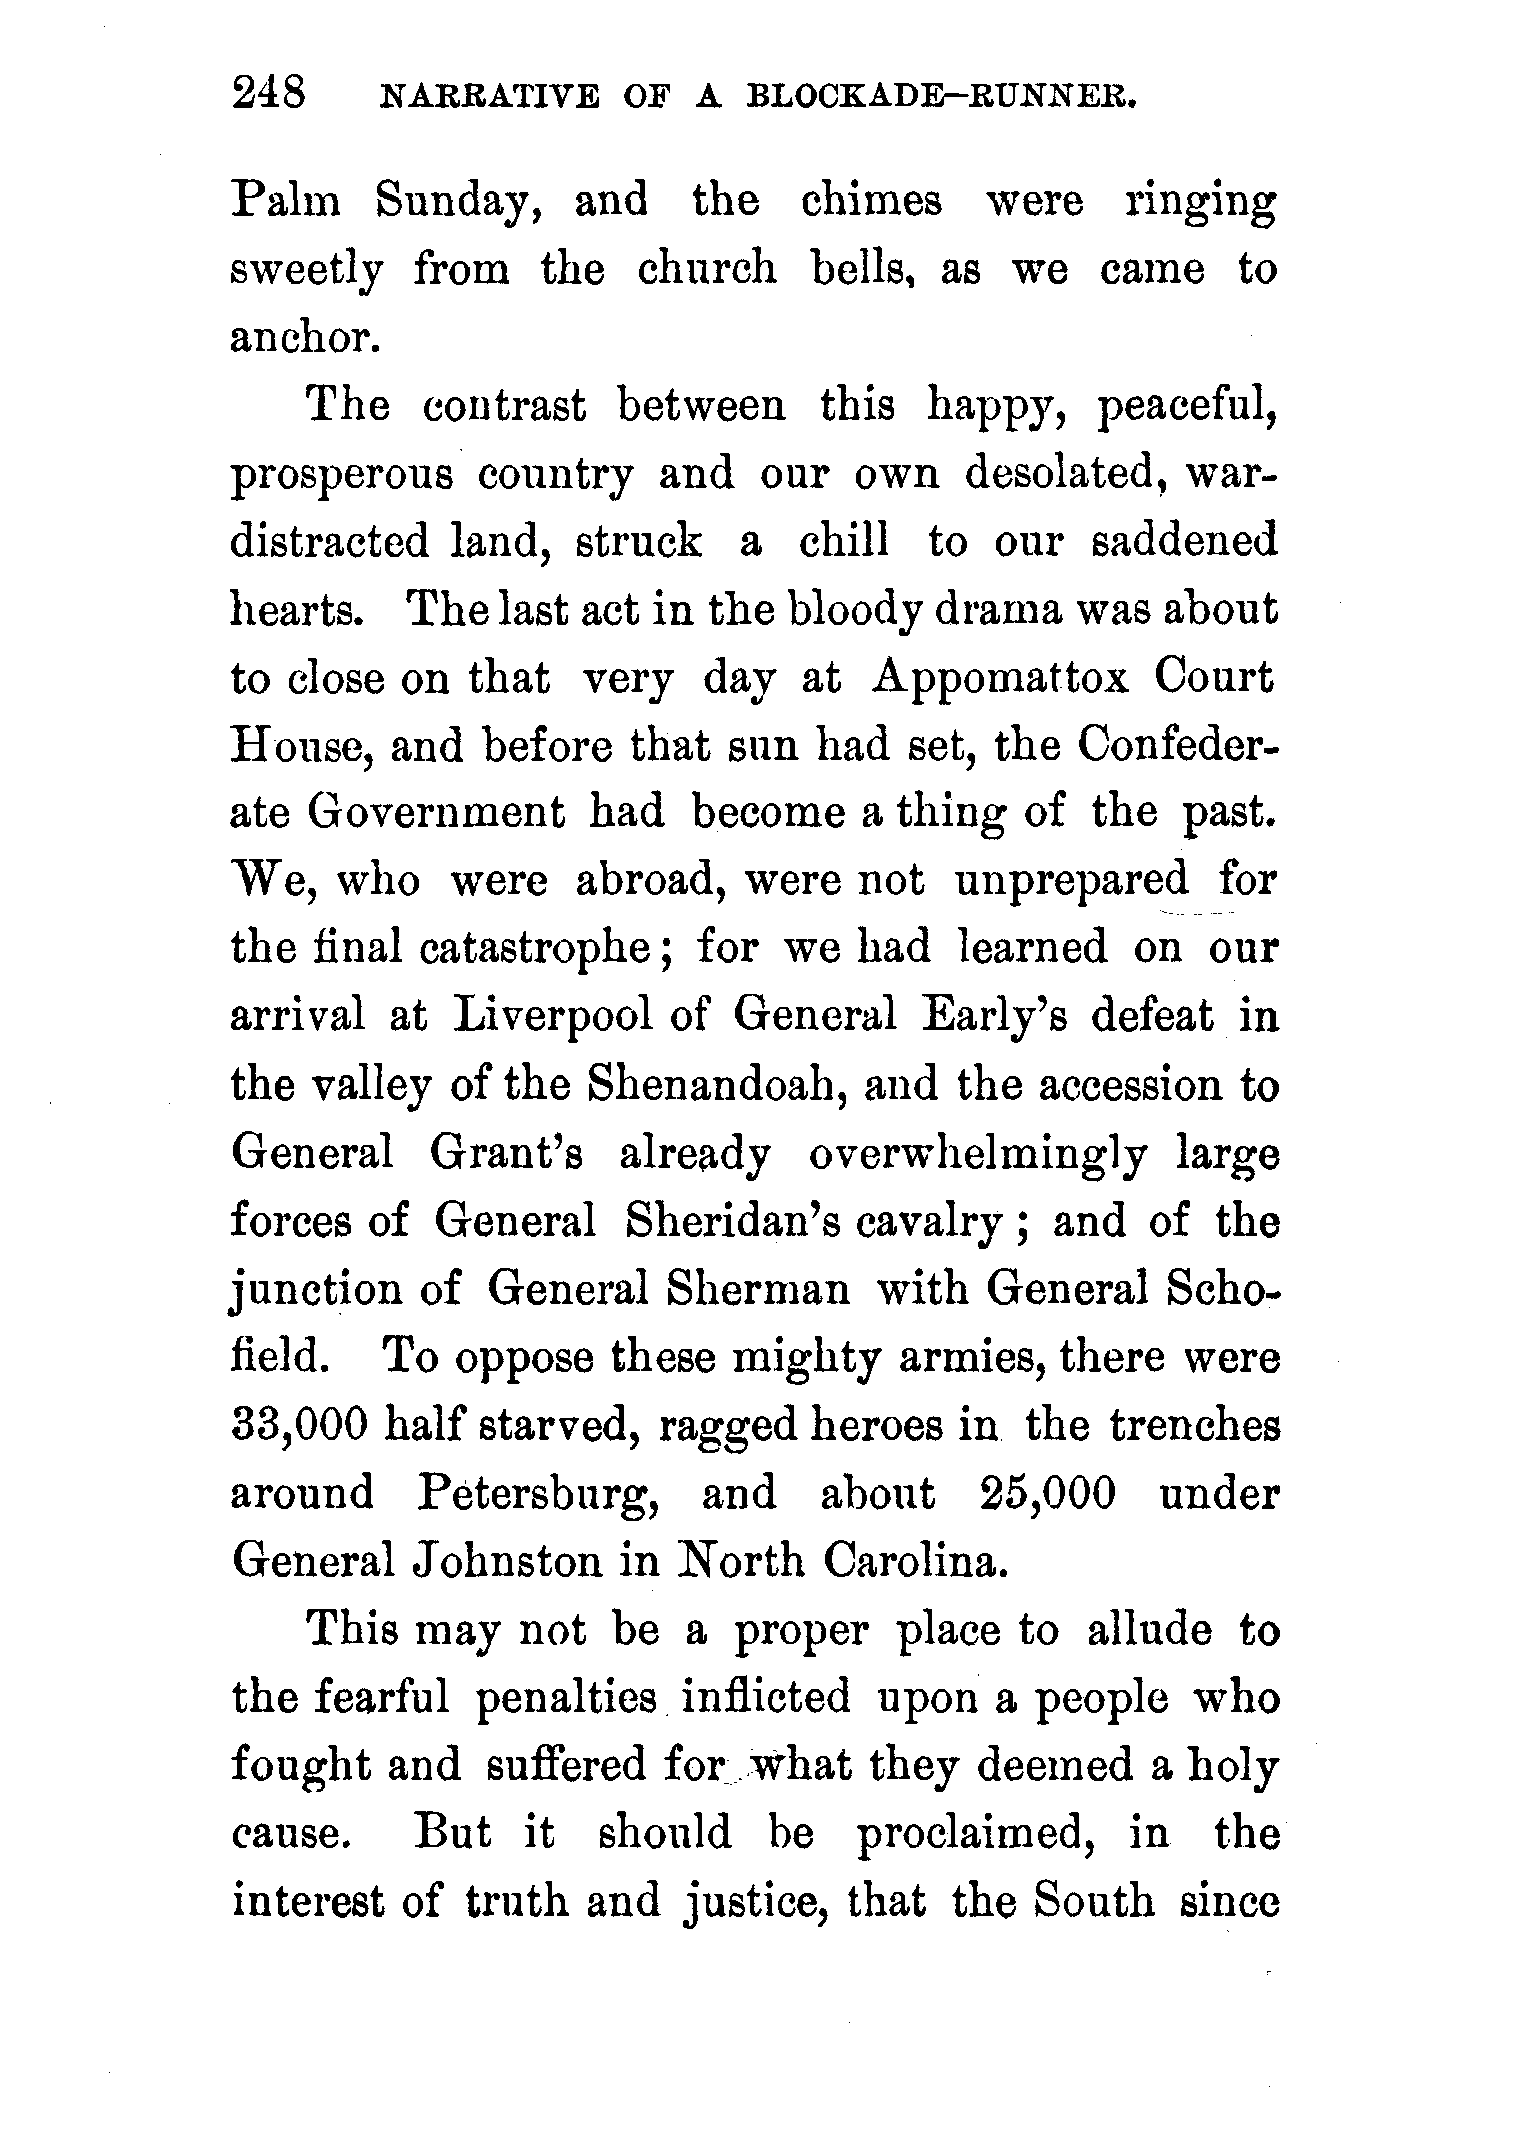 248 NARRATIVE OF A BLOCKADE-RUNNER.
Palm Sunday, and the chimes were ringing
sweetly from the church bells, as we came to
anchor.
The contrast between this happy, peaceful,
prosperous country and our own desolated, war-
distracted land, struck a chill to our saddened
hearts. The last act in the bloody drama was about
to close on that very day at Appomattox Court
House, and before that sun had set, the Confeder-
ate Government had become a thing of the past.
We, who were abroad, were not unprepared for
the final catastrophe; for we had learned on our
arrival at Liverpool of General Early's defeat in
the valley of the Shenandoah, and the accession to
General Grant's already overwhelmingly large
forces of General Sheridan's cavalry; and of the
junction of General Sherman with General Scho-
field. To oppose these mighty armies, there were
33,000 half starved, ragged heroes in the trenches
around Petersburg, and about 25,000 under
General Johnston in North Carolina.
This may not be a proper place to allude to
the fearful penalties inflicted upon a people who
fought and suffered for what they deemed a holy
cause. But it should be proclaimed, in the
interest of truth and justice, that the South since